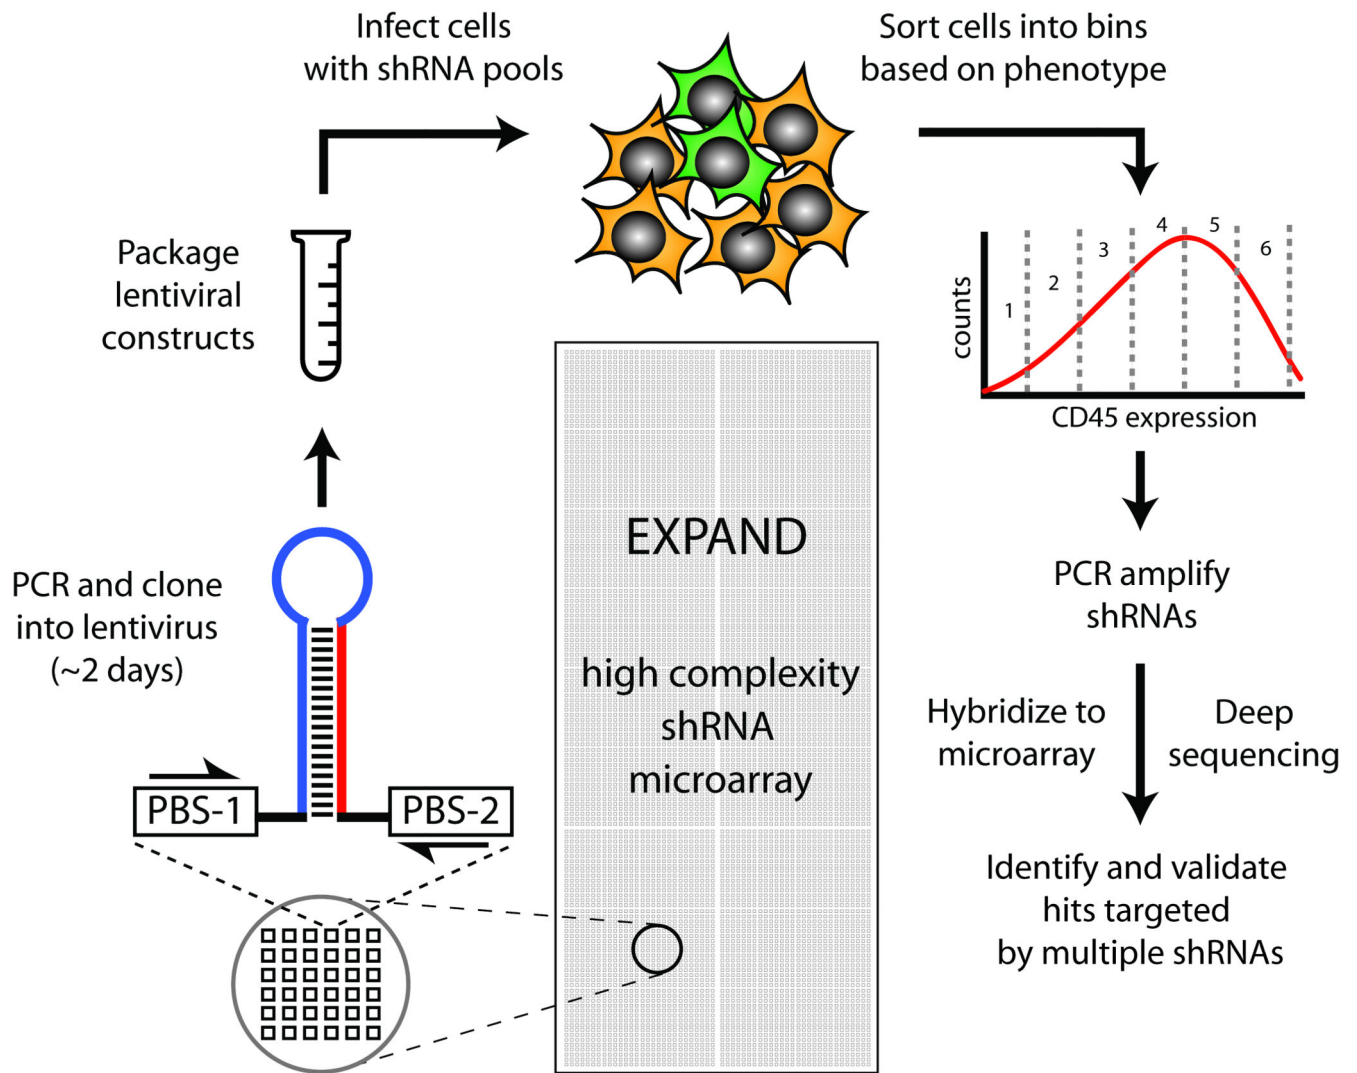 Infect cells
with shRNA pools
Sort cells into bins
based on phenotype
Package
lentiviral
constructs
counts
1
2
3
4
5
6
CD45 expression
PCR and clone
into lentivirus
(~2 days)
PBS-1
PBS-2
EXPAND
high complexity
shRNA
microarray
PCR amplify
shRNAs
Hybridize to
microarray
Deep
sequencing
Identify and validate
hits targeted
by multiple shRNAs